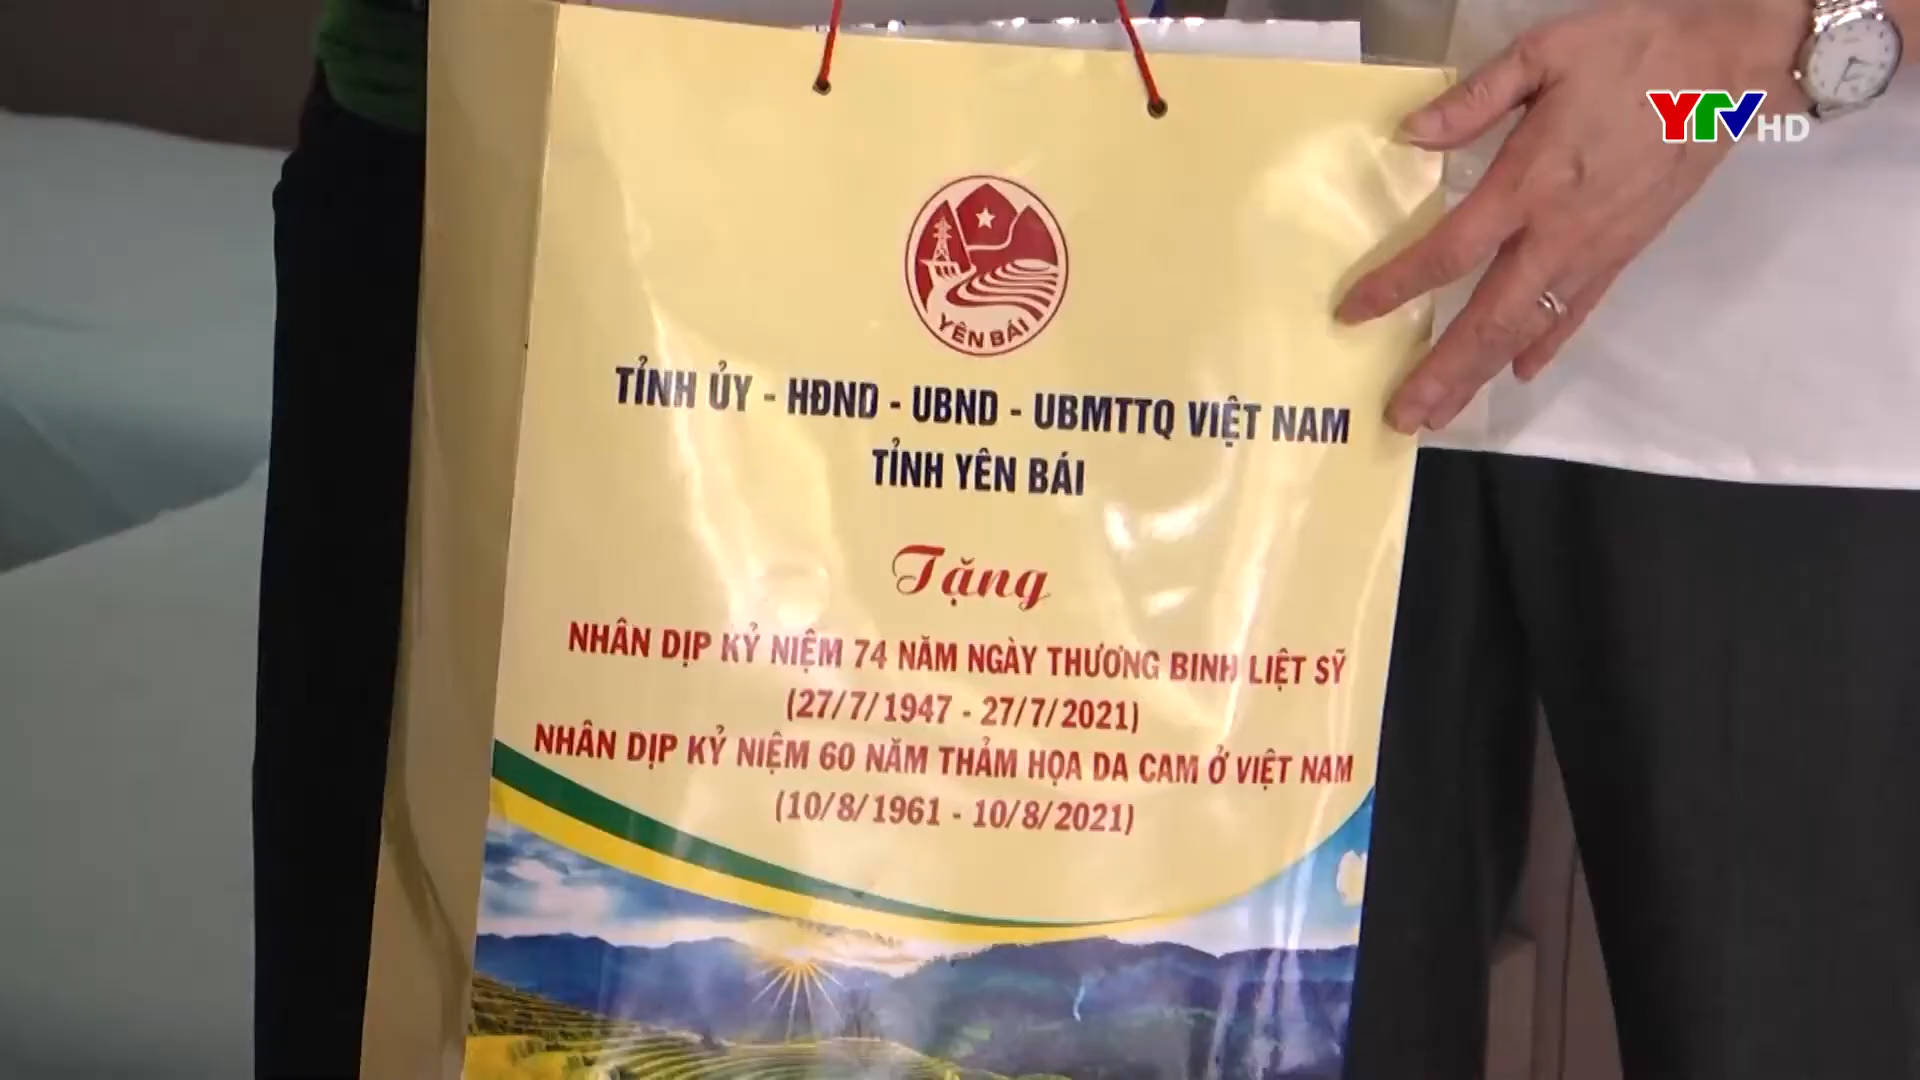 YTV HD
YÊN BÁI
TỈNH ỦY - HĐND - UBND - UBMTTQ VIỆT NAM
TỈNH YÊN BÁI
Tặng
NHÂN DỊP KỶ NIỆM 74 NĂM NGÀY THƯƠNG BINH LIỆT SỸ
(27/7/1947 - 27/7/2021)
NHÂN DỊP KỶ NIỆM 60 NĂM THẢM HỌA DA CAM Ở VIỆT NAM
(10/8/1961 - 10/8/2021)